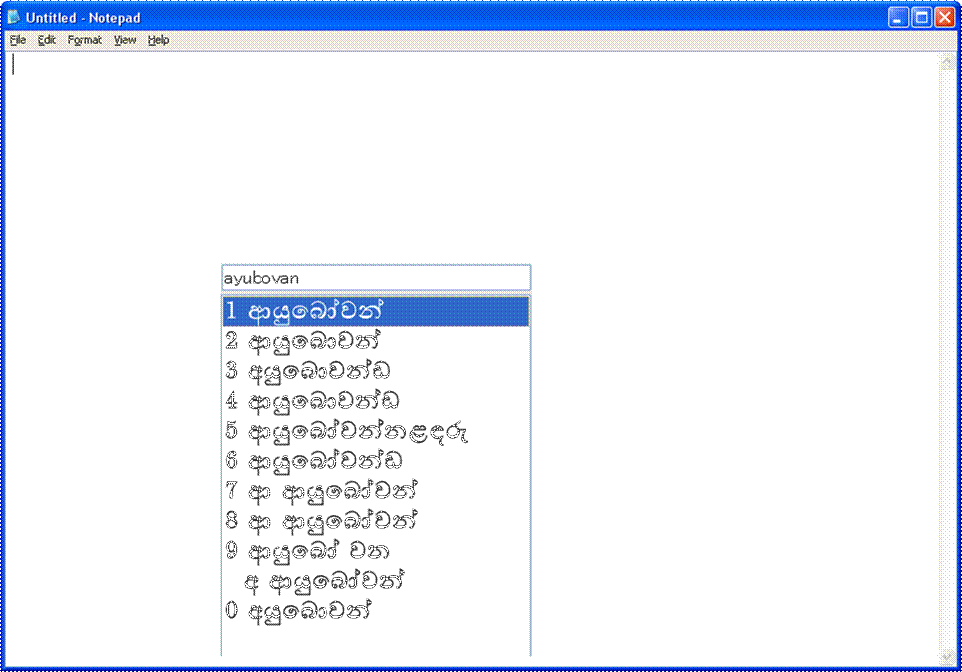 Untitled - Notepad
File Edit Format View Help
ayubovan
1 ආයුබෝවන්
2 ආයුබොවන්
3 අයුබොවන්ඩ
4 ආයුබොවන්ඩ
5 ආයුබෝවන්නළඳරු
6 ආයුබෝවන්ඩ
7 ආ ආයුබෝවන්
8 ආ ආයුබෝවන්
9 ආයුබෝ වන
අ ආයුබෝවන්
0 අයුබොවන්